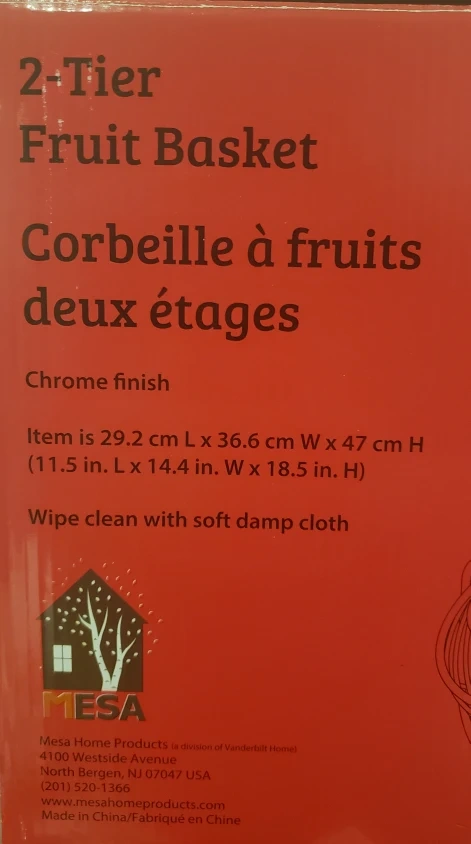 2-Tier
Fruit Basket
Corbeille à fruits
deux étages
Chrome finish
Item is 29.2 cm L x 36.6 cm W x 47 cm H
(11.5 in. L x 14.4 in. W x 18.5 in. H)
Wipe clean with soft damp cloth
MESA
Mesa Home Products (a division of Vanderbilt Home)
4100 Westside Avenue
North Bergen, NJ 07047 USA
(201) 520-1366
www.mesahomeproducts.com
Made in China/Fabriqué en Chine